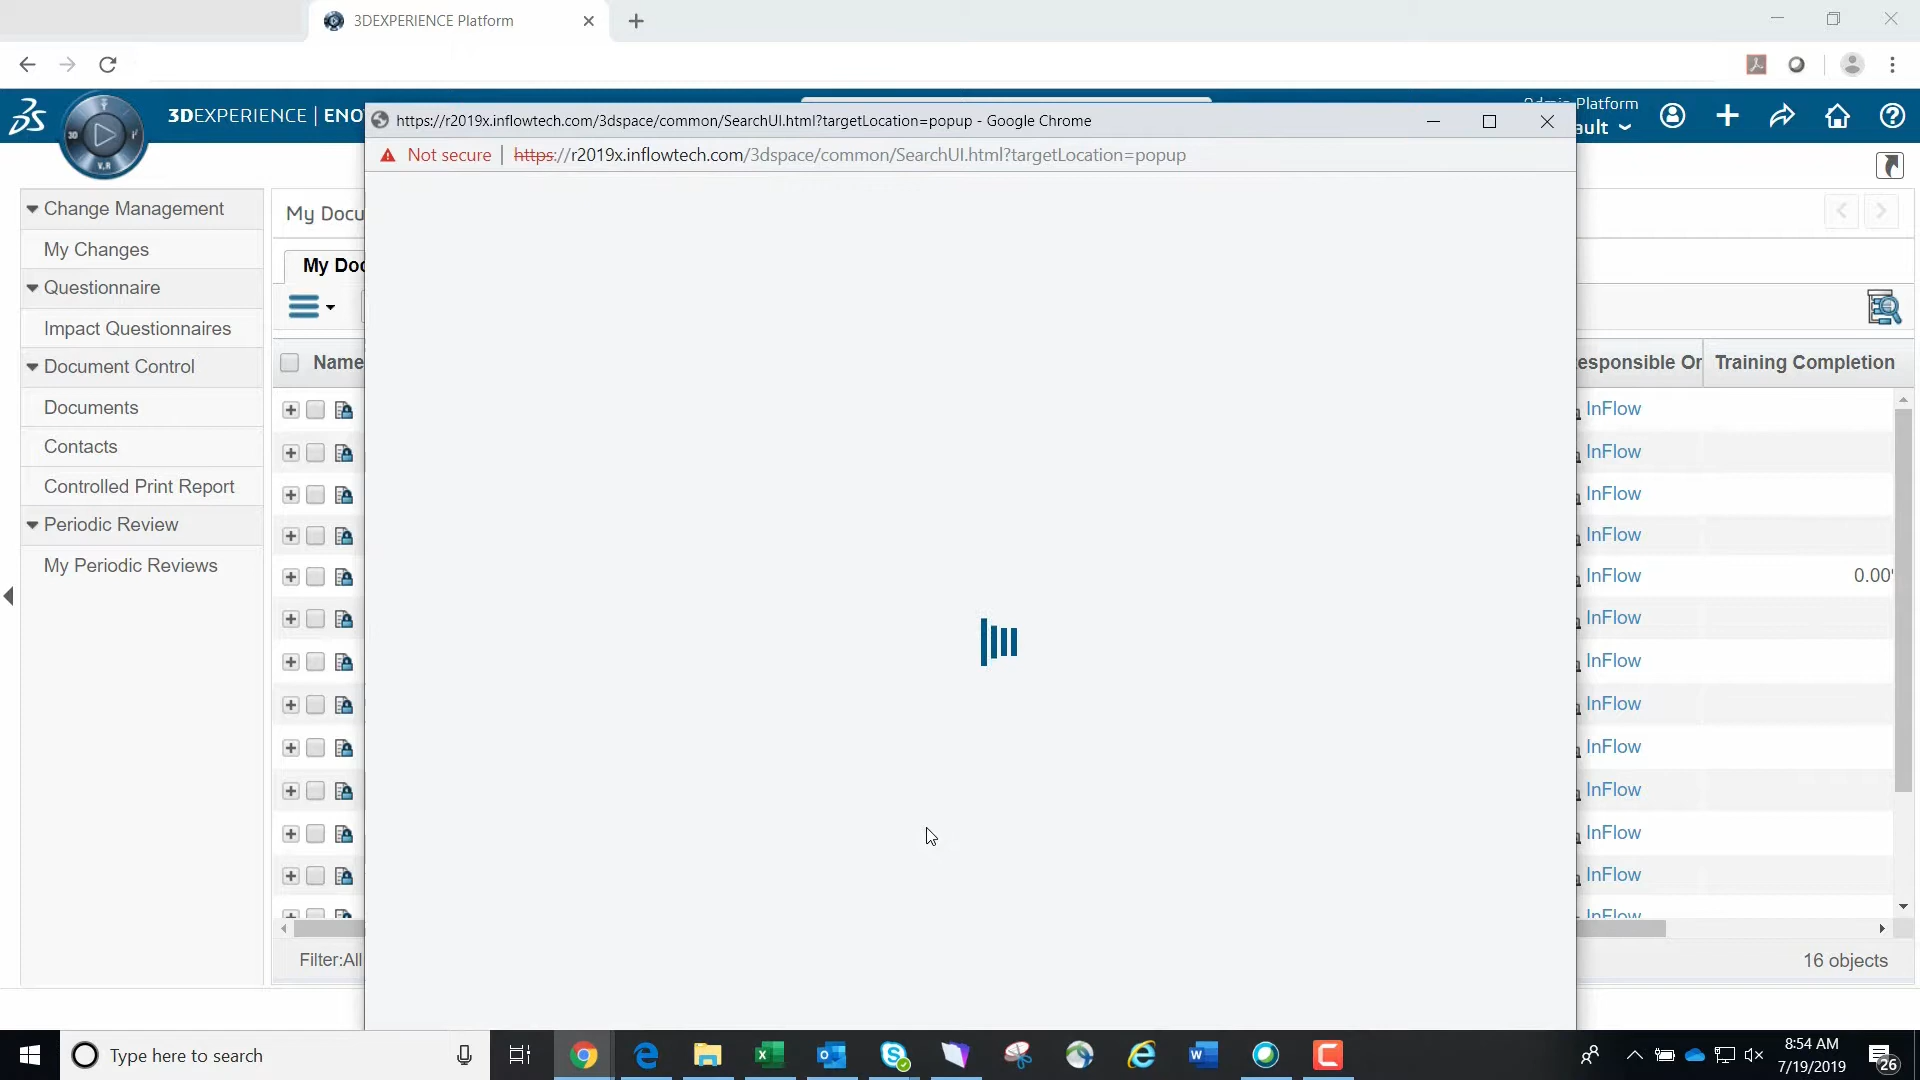 3DEXPERIENCE Platform
3DEXPERIENCE | ENO
Platform
ault
https://r2019x.inflowtech.com/3dspace/common/SearchUI.html?targetLocation=popup - Google Chrome
Not secure | https://r2019x.inflowtech.com/3dspace/common/SearchUI.html?targetLocation=popup
Change Management
My Changes
Questionnaire
Impact Questionnaires
Document Control
Documents
Contacts
Controlled Print Report
Periodic Review
My Periodic Reviews
My Docu
My Doc
Name
esponsible Or
Training Completion
InFlow
InFlow
InFlow
InFlow
InFlow
0.00
InFlow
InFlow
InFlow
InFlow
InFlow
InFlow
InFlow
InFlow
Filter:All
16 objects
Type here to search
8:54 AM
7/19/2019
26